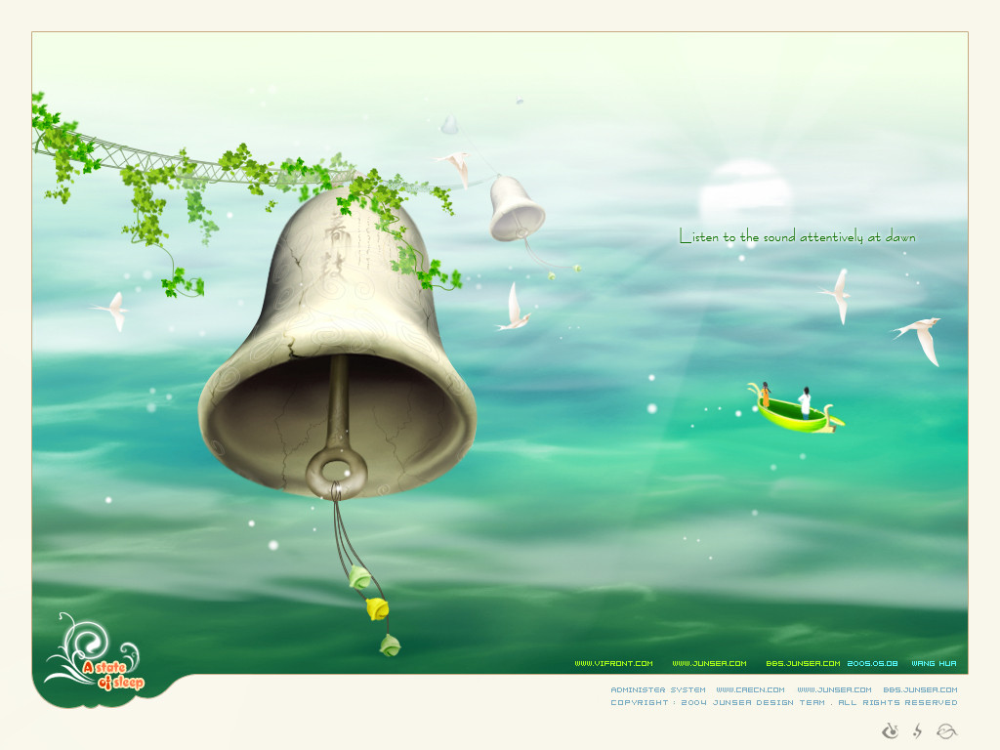 Listen to the sound attentively at dawn
A state
of sleep
WWW.VIFRONT.COM WWW.JUNSEA.COM BBS.JUNSEA.COM 2005.05.08 WANG HUA
ADMINISTER SYSTEM WWW.CAECN.COM WWW.JUNSEA.COM BBS.JUNSEA.COM
COPYRIGHT : 2004 JUNSEA DESIGN TEAM . ALL RIGHTS RESERVED